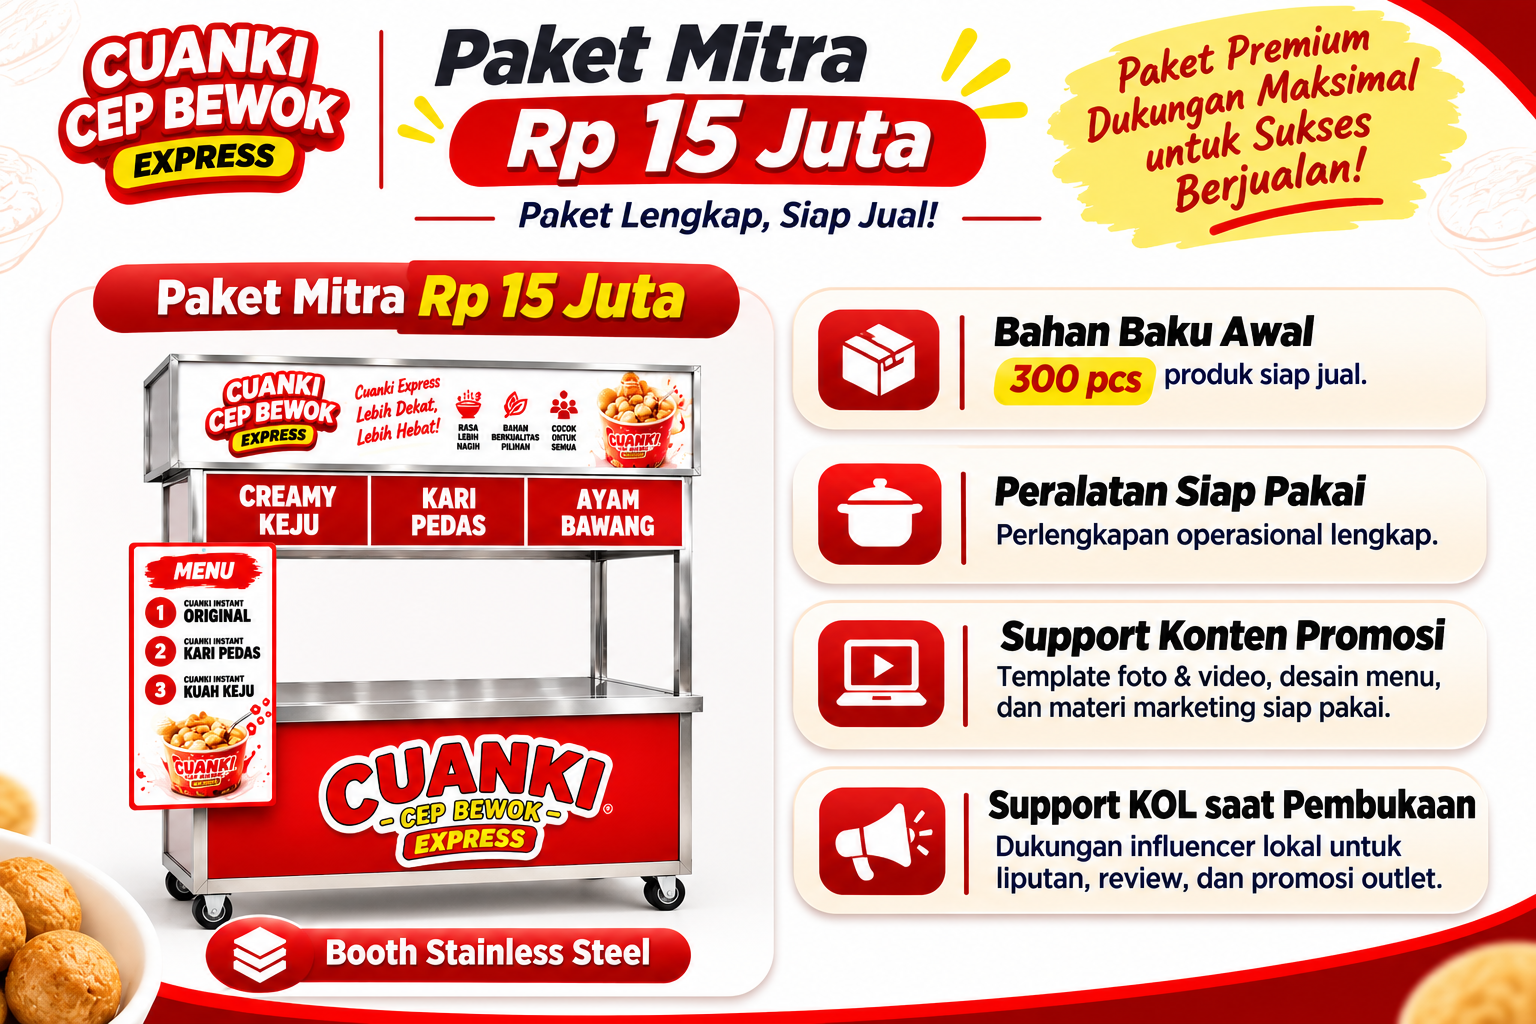 CUANKI
CEP BEWOK
EXPRESS
Paket Mitra
Rp 15 Juta
Paket Lengkap, Siap Jual!
Paket Premium
Dukungan Maksimal
untuk Sukses
Berjualan!
Paket Mitra Rp 15 Juta
CUANKI
CEP BEWOK
EXPRESS
Cuanki Express
Lebih Dekat,
Lebih Hebat!
RASA
LEBIH
NAGIH
BAHAN
BERKUALITAS
PILIHAN
COCOK
ONTUK
SEMUA
CUANKI
CREAMY
KEJU
KARI
PEDAS
AYAM
BAWANG
MENU
1 CUANKI INSTANT
ORIGINAL
2 CUANKI INSTANT
KARI PEDAS
3 CUANKI INSTANT
KUAH KEJU
CUANKI
CUANKI
- CEP BEWOK -
EXPRESS
®
Booth Stainless Steel
Bahan Baku Awal
300 pcs produk siap jual.
Peralatan Siap Pakai
Perlengkapan operasional lengkap.
Support Konten Promosi
Template foto & video, desain menu,
dan materi marketing siap pakai.
Support KOL saat Pembukaan
Dukungan influencer lokal untuk
liputan, review, dan promosi outlet.